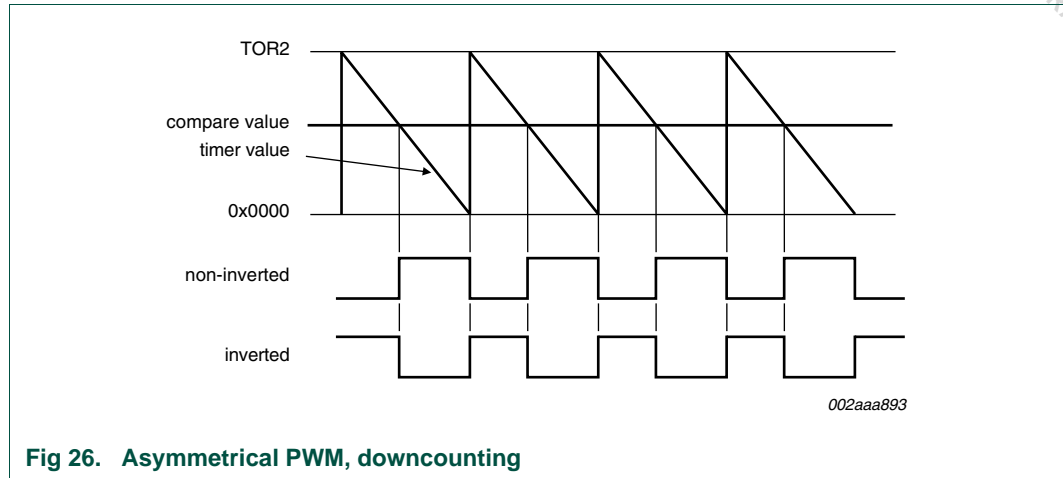 TOR2
compare value
timer value
0x0000
non-inverted
inverted
002aaa893
Fig 26. Asymmetrical PWM, downcounting